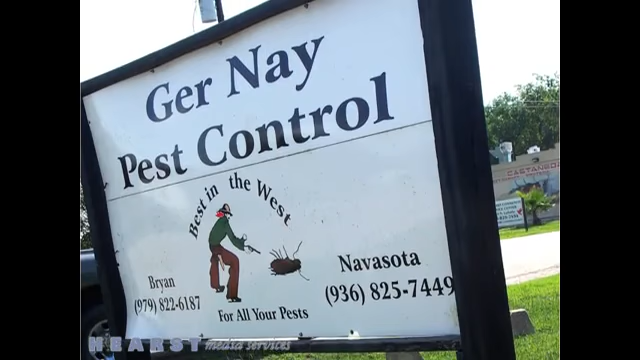 Ger Nay
Pest Control
Best in the West
Bryan
(979) 822-6187
Navasota
(936) 825-7449
For All Your Pests
HEARST media services